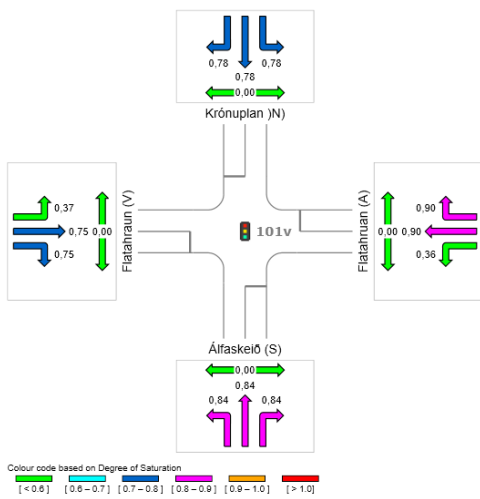 0,78 0,78
0,78
0,00
Krónuplan )N)
0,37
0,75 0,00
0,75
Flatahraun (V)
101v
Flatahruan (A)
0,90
0,00 0,90
0,36
Álfaskeið (S)
0,00
0,84
0,84 0,84
Colour code based on Degree of Saturation
[ < 0.6 ] [ 0.6 – 0.7 ] [ 0.7 – 0.8 ] [ 0.8 – 0.9 ] [ 0.9 – 1.0 ] [ > 1.0 ]